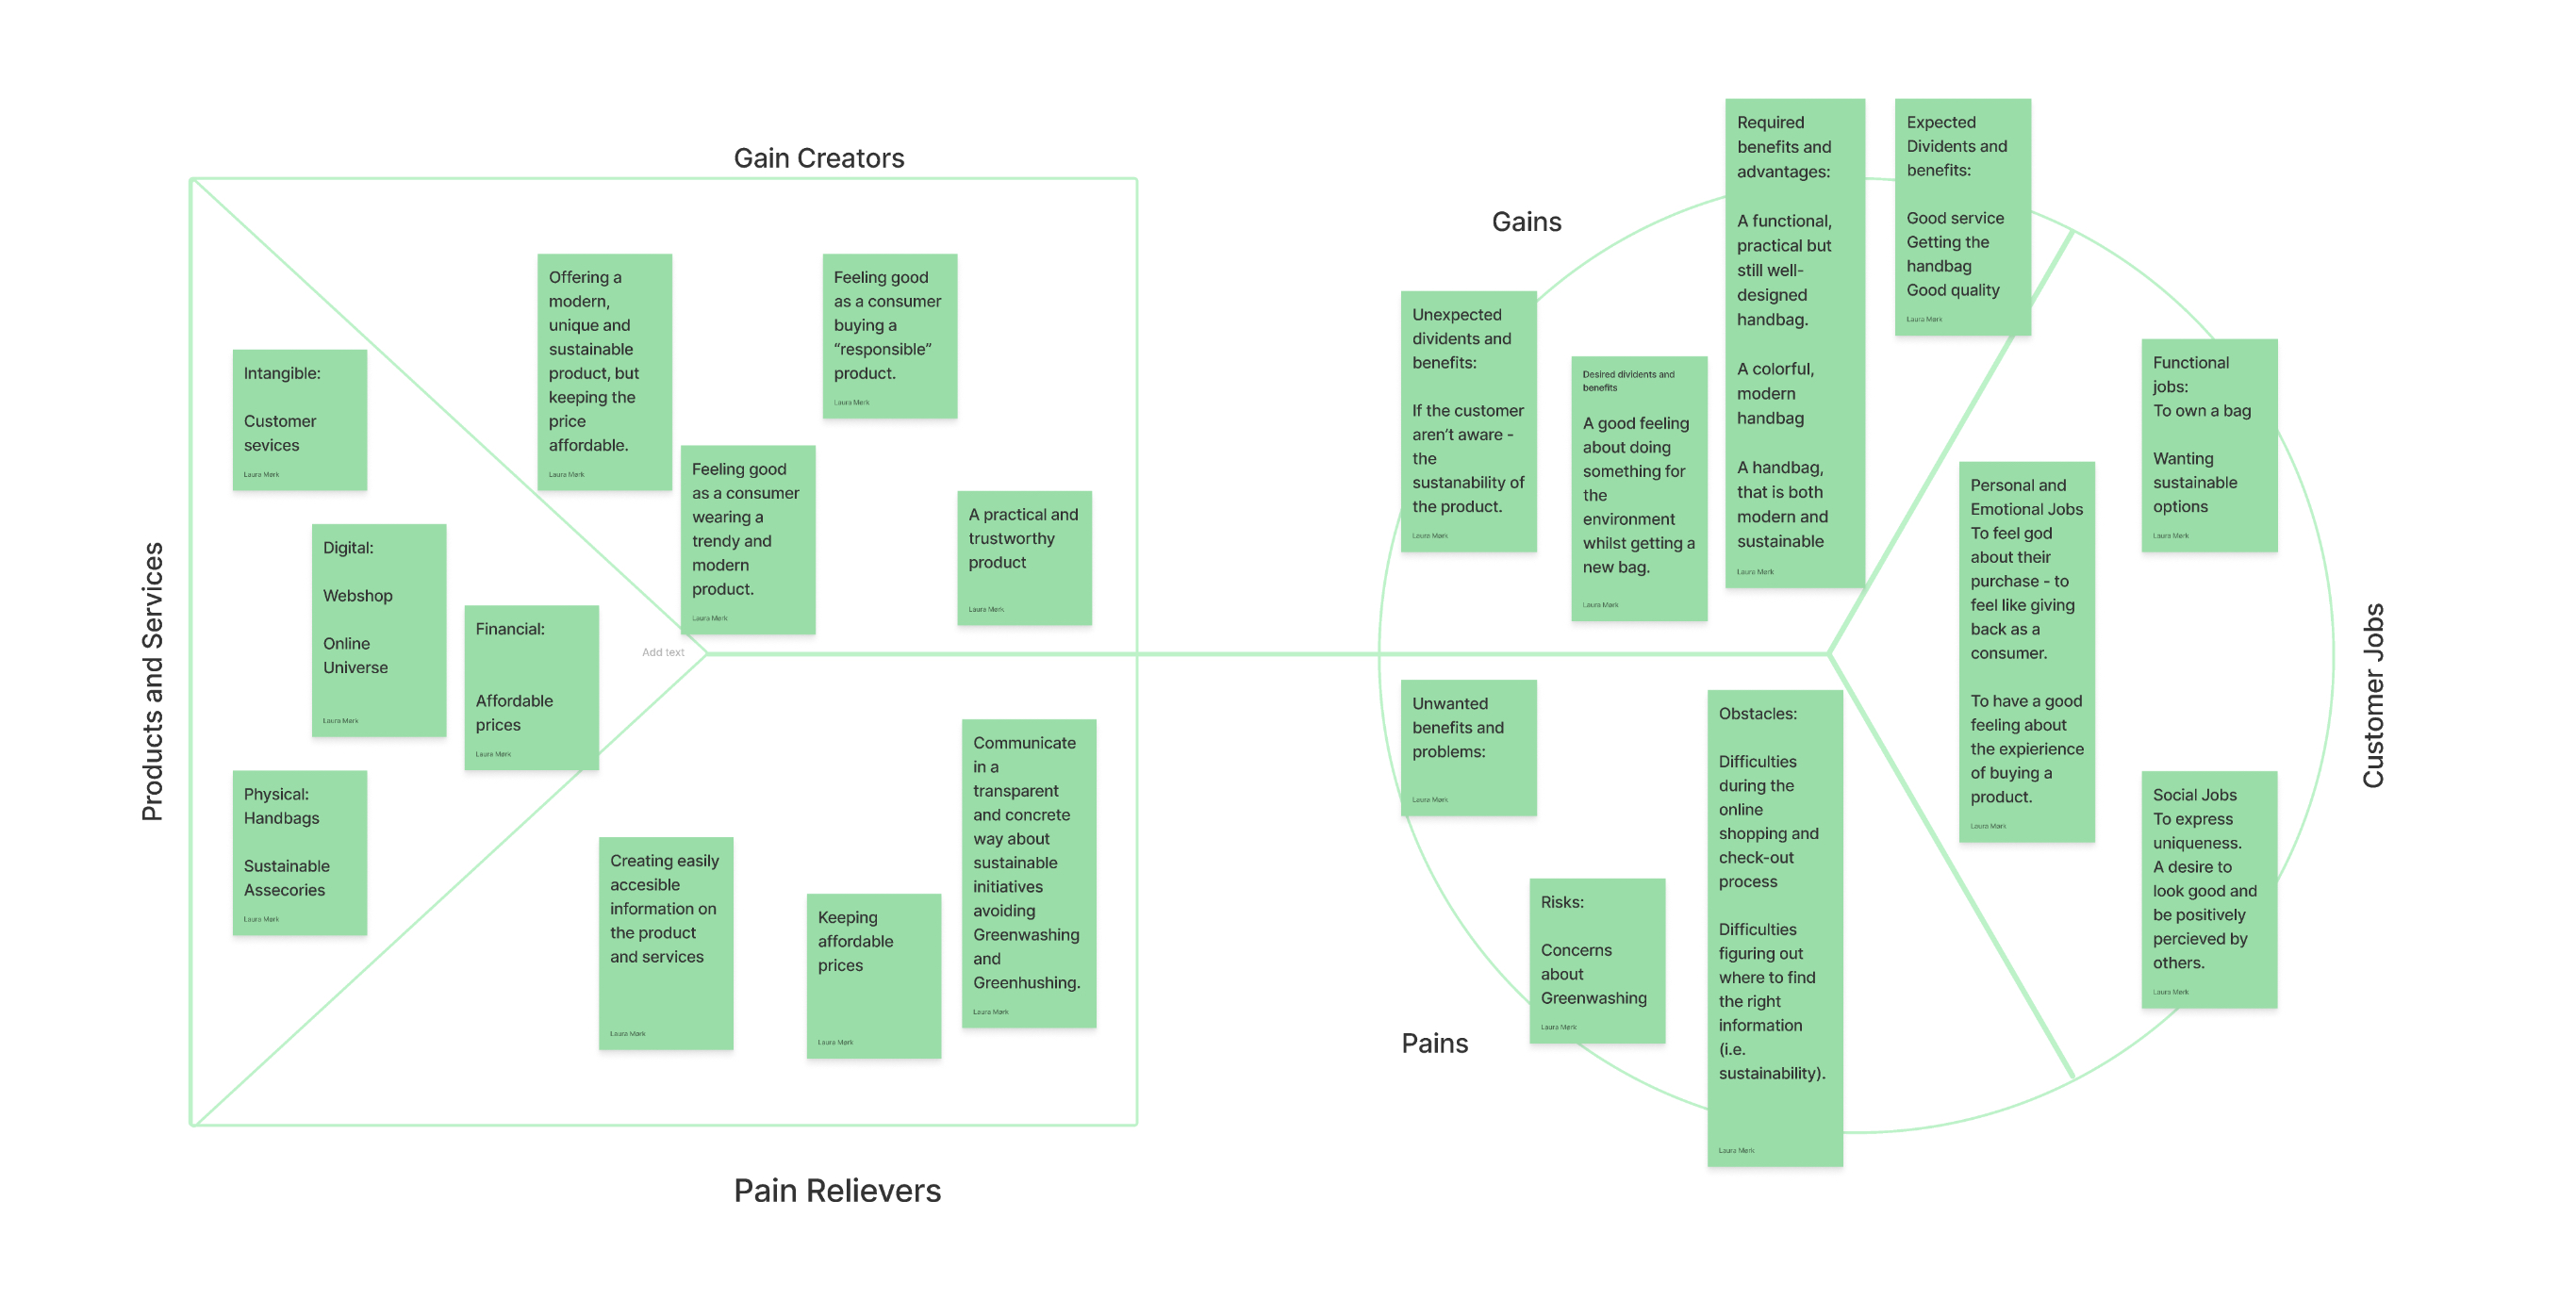 Gain Creators
Products and Services
Intangible:
Customer
sevices
Laura Mørk
Digital:
Webshop
Online
Universe
Laura Mørk
Financial:
Affordable
prices
Laura Mørk
Physical:
Handbags
Sustainable
Assecories
Laura Mørk
Offering a
modern,
unique and
sustainable
product, but
keeping the
price
affordable.
Laura Mørk
Feeling good
as a consumer
buying a
“responsible”
product.
Laura Mørk
Feeling good
as a consumer
wearing a
trendy and
modern
product.
Laura Mørk
A practical and
trustworthy
product
Laura Mørk
Add text
Creating easily
accesible
information on
the product
and services
Laura Mørk
Keeping
affordable
prices
Laura Mørk
Communicate
in a
transparent
and concrete
way about
sustainable
initiatives
avoiding
Greenwashing
and
Greenhushing.
Laura Mørk
Pain Relievers
Gains
Unexpected
dividents and
benefits:
If the customer
aren’t aware -
the
sustanability of
the product.
Laura Mørk
Desired dividents and
benefits
A good feeling
about doing
something for
the
environment
whilst getting a
new bag.
Laura Mørk
Required
benefits and
advantages:
A functional,
practical but
still well-
designed
handbag.
A colorful,
modern
handbag
A handbag,
that is both
modern and
sustainable
Laura Mørk
Expected
Dividents and
benefits:
Good service
Getting the
handbag
Good quality
Laura Mørk
Functional
jobs:
To own a bag
Wanting
sustainable
options
Laura Mørk
Personal and
Emotional Jobs
To feel god
about their
purchase - to
feel like giving
back as a
consumer.
To have a good
feeling about
the expierience
of buying a
product.
Laura Mørk
Social Jobs
To express
uniqueness.
A desire to
look good and
be positively
percieved by
others.
Laura Mørk
Customer Jobs
Unwanted
benefits and
problems:
Laura Mørk
Risks:
Concerns
about
Greenwashing
Laura Mørk
Obstacles:
Difficulties
during the
online
shopping and
check-out
process
Difficulties
figuring out
where to find
the right
information
(i.e.
sustainability).
Laura Mørk
Pains